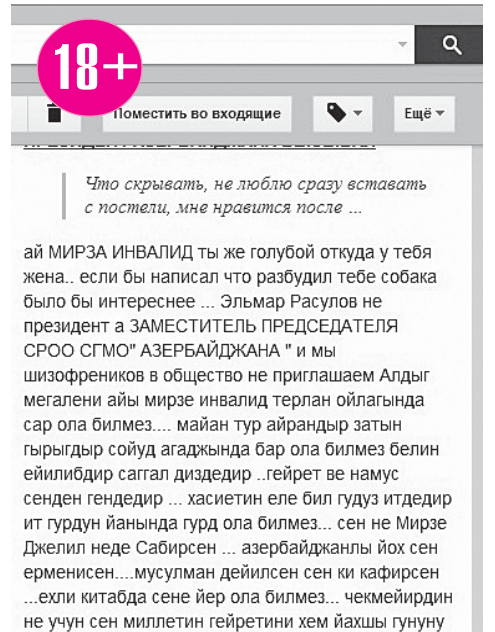 18+
Поместить во входящие
Ещё
Что скрывать, не люблю сразу вставать
с постели, мне нравится после ...
ай МИРЗА ИНВАЛИД ты же голубой откуда у тебя
жена.. если бы написал что разбудил тебе собака
было бы интереснее ... Эльмар Расулов не
президент а ЗАМЕСТИТЕЛЬ ПРЕДСЕДАТЕЛЯ
СРОО СГМО" АЗЕРБАЙДЖАНА " и мы
шизофреников в общество не приглашаем Алдыг
мегалени айы мирзе инвалид терлан ойлагында
сар ола билмез.... майан тур айрандыр затын
гырыгдыр сойуд агаджында бар ола билмез белин
ейилибдир саггал диздедир ..гейрет ве намус
сенден гендедир ... хасиетин еле бил гудуз итдедир
ит гурдун йанында гурд ола билмез... сен не Мирзе
Джелил неде Сабирсен ... азербайджанлы йох сен
ерменисен....мусулман дейилсен сен ки кафирсен
...ехли китабда сене йер ола билмез... чекмейирдин
не учун сен миллетин гейретини хем йахшы гунуну